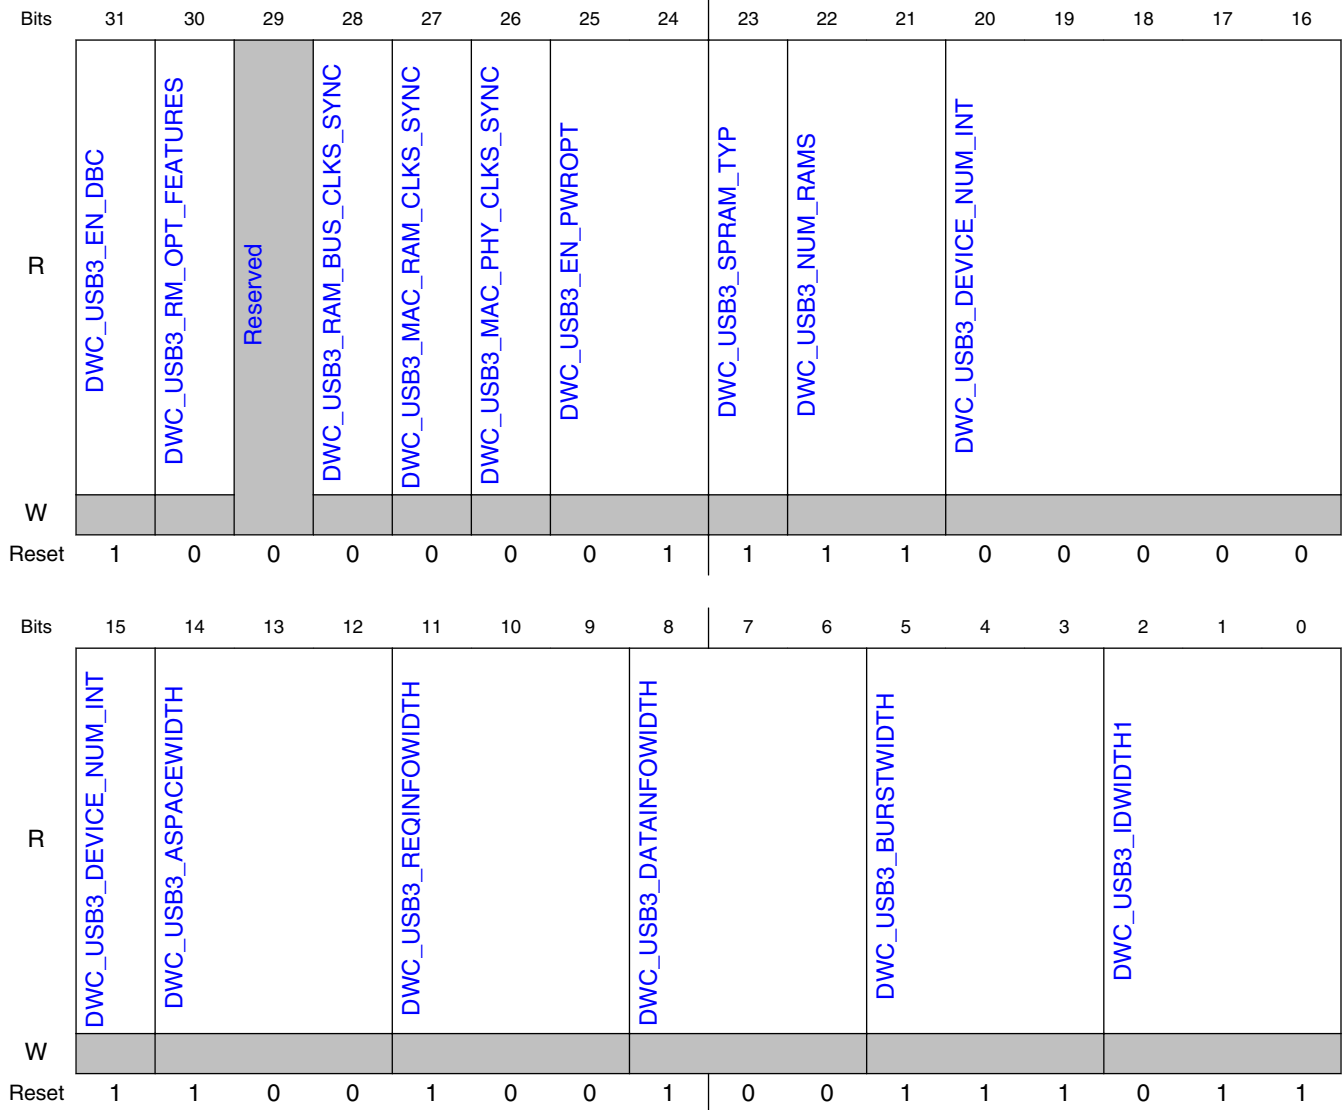 Bits 31 30 29 28 27 26 25 24 23 22 21 20 19 18 17 16
R
DWC_USB3_EN_DBC
DWC_USB3_RM_OPT_FEATURES
Reserved
DWC_USB3_RAM_BUS_CLKS_SYNC
DWC_USB3_MAC_RAM_CLKS_SYNC
DWC_USB3_MAC_PHY_CLKS_SYNC
DWC_USB3_EN_PWROPT
DWC_USB3_SPRAM_TYP
DWC_USB3_NUM_RAMS
DWC_USB3_DEVICE_NUM_INT
W
Reset 1 0 0 0 0 0 0 1 1 1 1 0 0 0 0 0
Bits 15 14 13 12 11 10 9 8 7 6 5 4 3 2 1 0
R
DWC_USB3_DEVICE_NUM_INT
DWC_USB3_ASPACEWIDTH
DWC_USB3_REQINFOWIDTH
DWC_USB3_DATAINFOWIDTH
DWC_USB3_BURSTWIDTH
DWC_USB3_IDWIDTH1
W
Reset 1 1 0 0 1 0 0 1 0 0 1 1 1 0 1 1